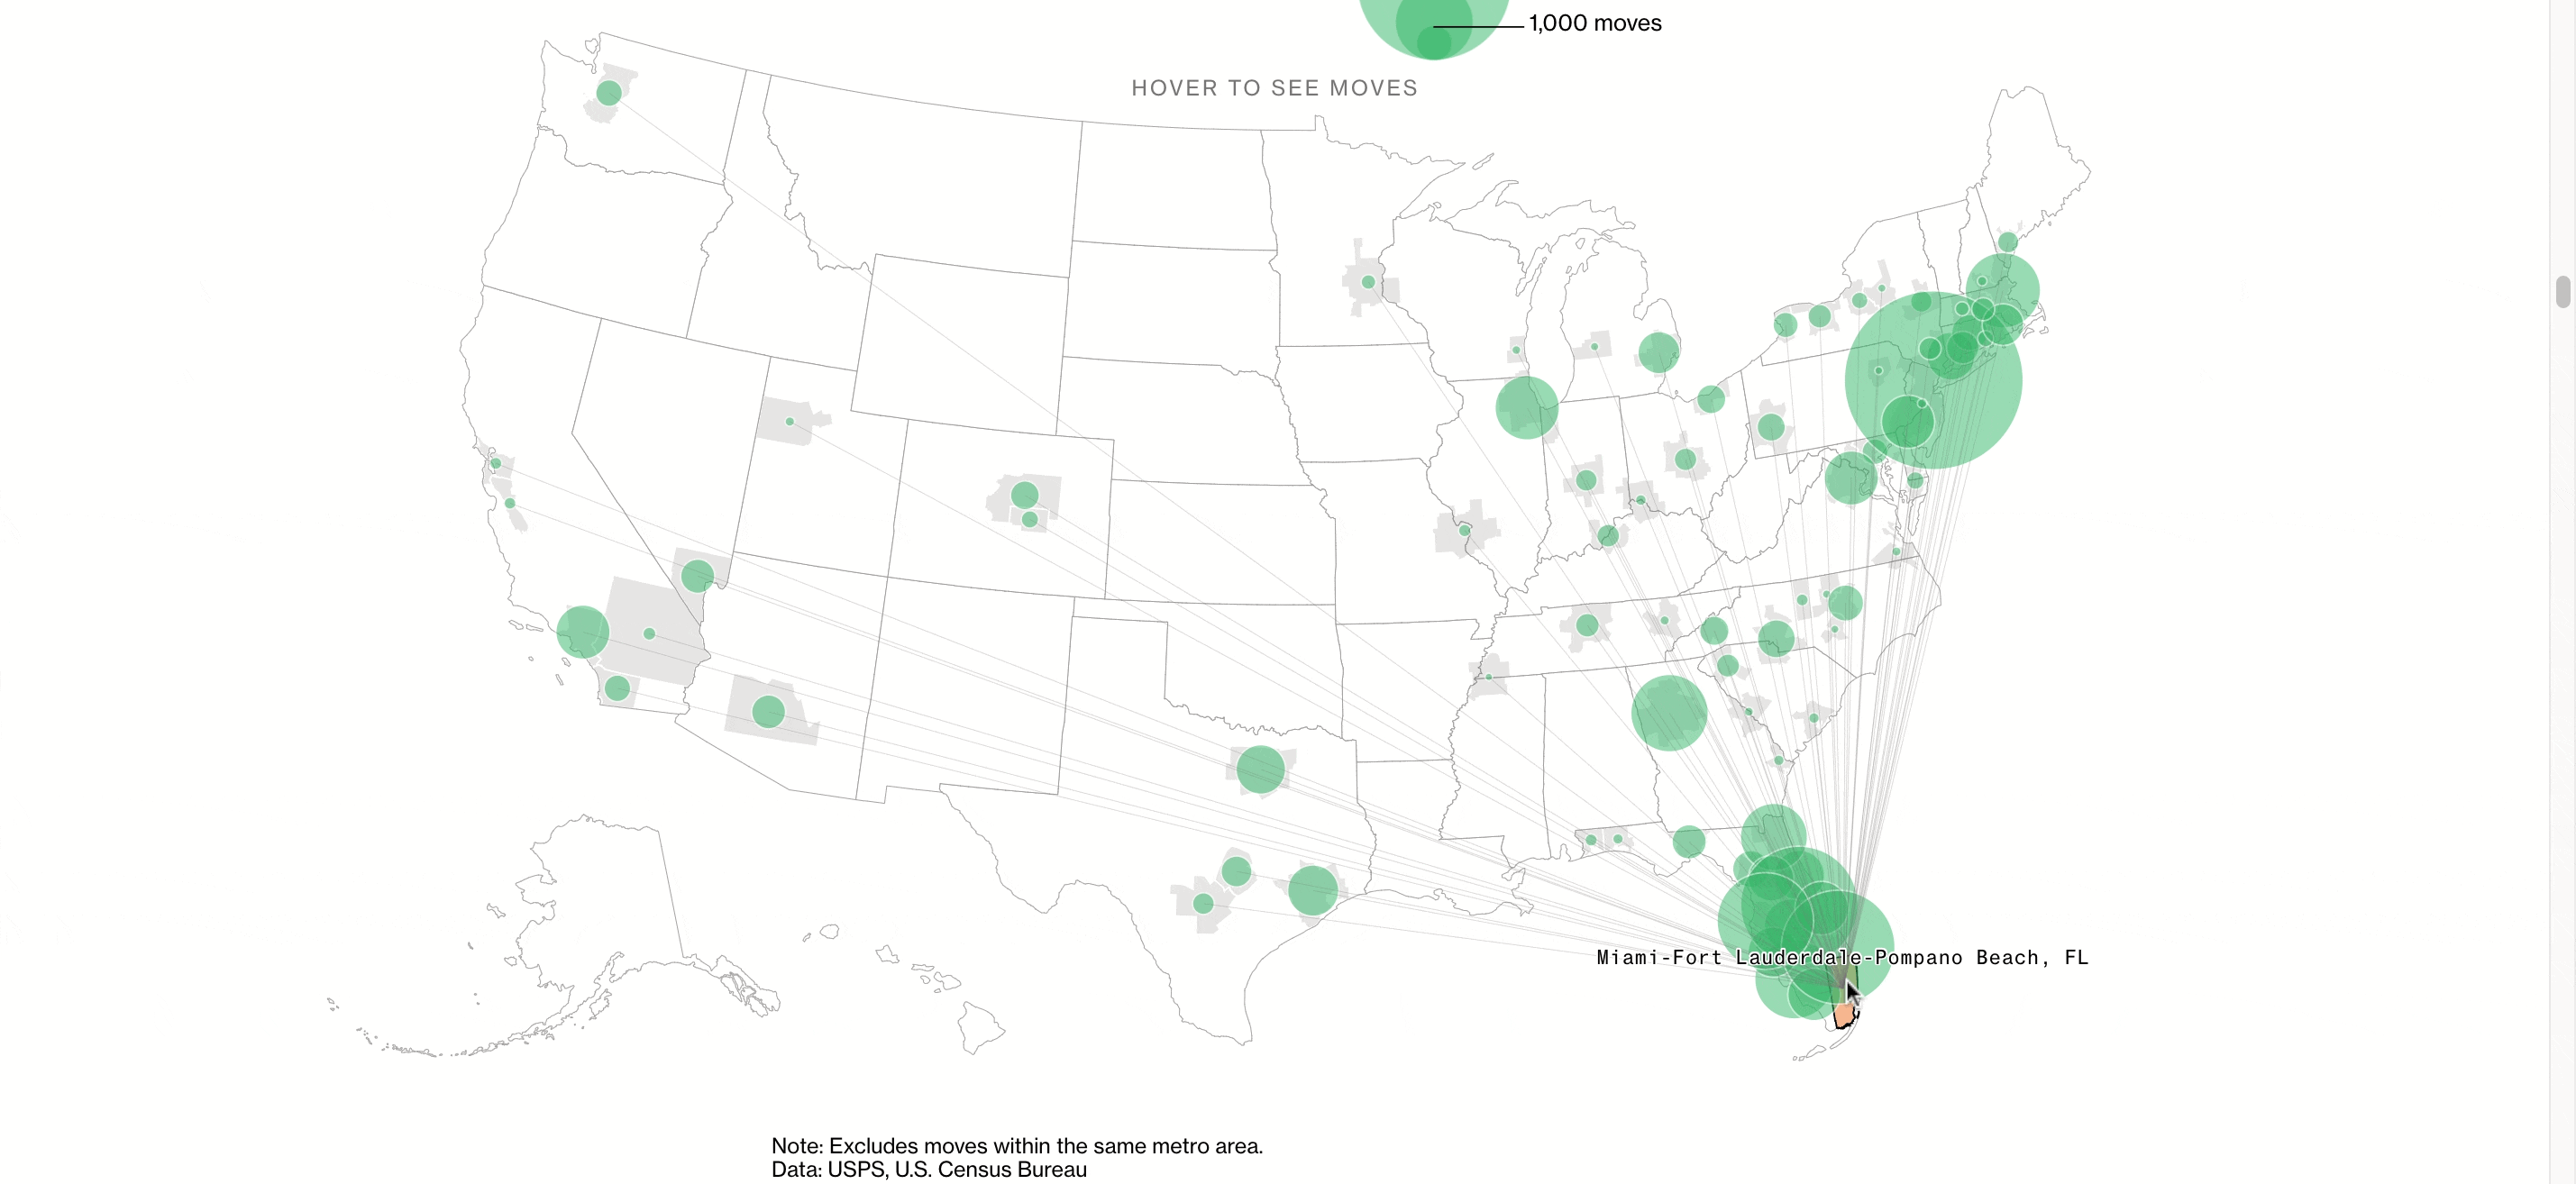 1,000 moves
HOVER TO SEE MOVES
Miami-Fort Lauderdale-Pompano Beach, FL
Note: Excludes moves within the same metro area.
Data: USPS, U.S. Census Bureau